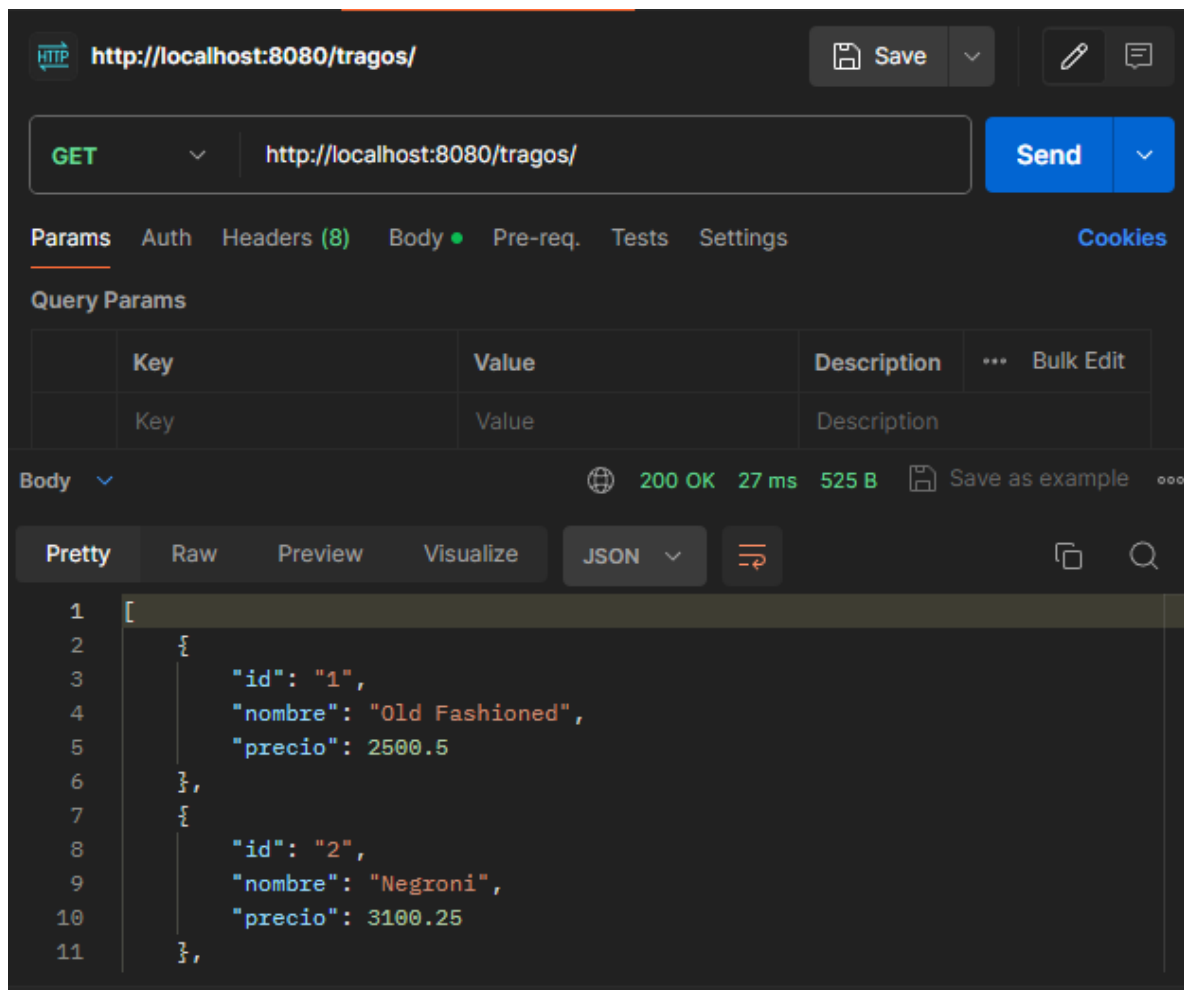 HTTP http://localhost:8080/tragos/ Save
GET http://localhost:8080/tragos/ Send
Params Auth Headers (8) Body Pre-req. Tests Settings Cookies
Query Params
Key Value Description Bulk Edit
Key Value Description
Body 200 OK 27 ms 525 B Save as example
Pretty Raw Preview Visualize JSON
1 [
2 {
3 "id": "1",
4 "nombre": "Old Fashioned",
5 "precio": 2500.5
6 },
7 {
8 "id": "2",
9 "nombre": "Negroni",
10 "precio": 3100.25
11 },